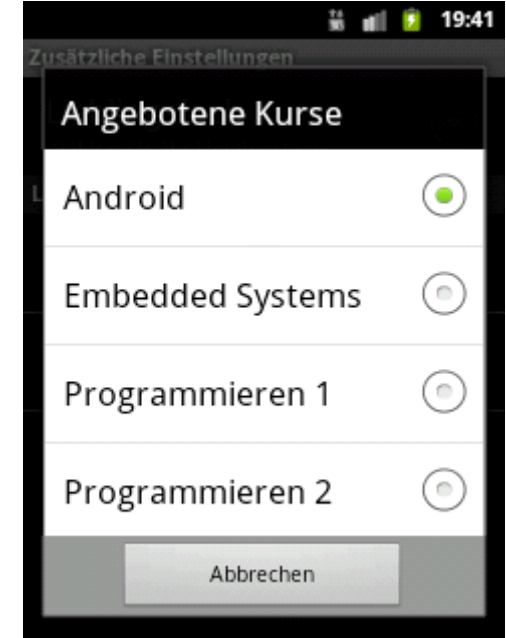 19:41
Zusätzliche Einstellungen
Angebotene Kurse
Android
Embedded Systems
Programmieren 1
Programmieren 2
Abbrechen